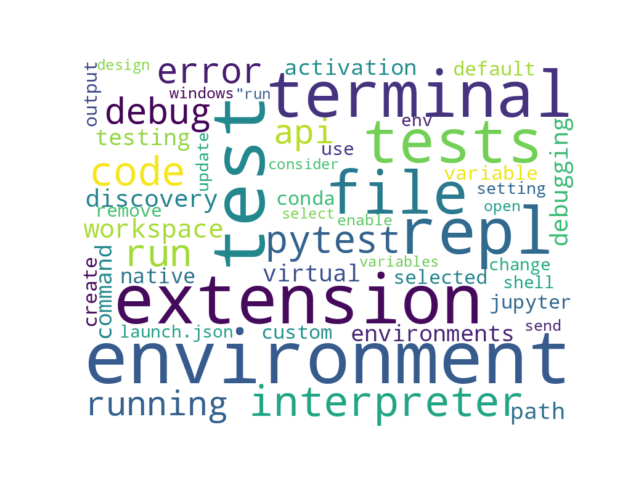 design
output
error
activation
default
windows
"run
terminal
debug
env
testing
api
tests
use
debugging
test
update
code
consider
variable
file
setting
discovery
conda
remove
select
open
enable
workspace
pytest
repl
run
variables
change
create
command
native
virtual
selected
shell
extension
jupyter
launch.json
custom
environments
send
environment
running
interpreter
path